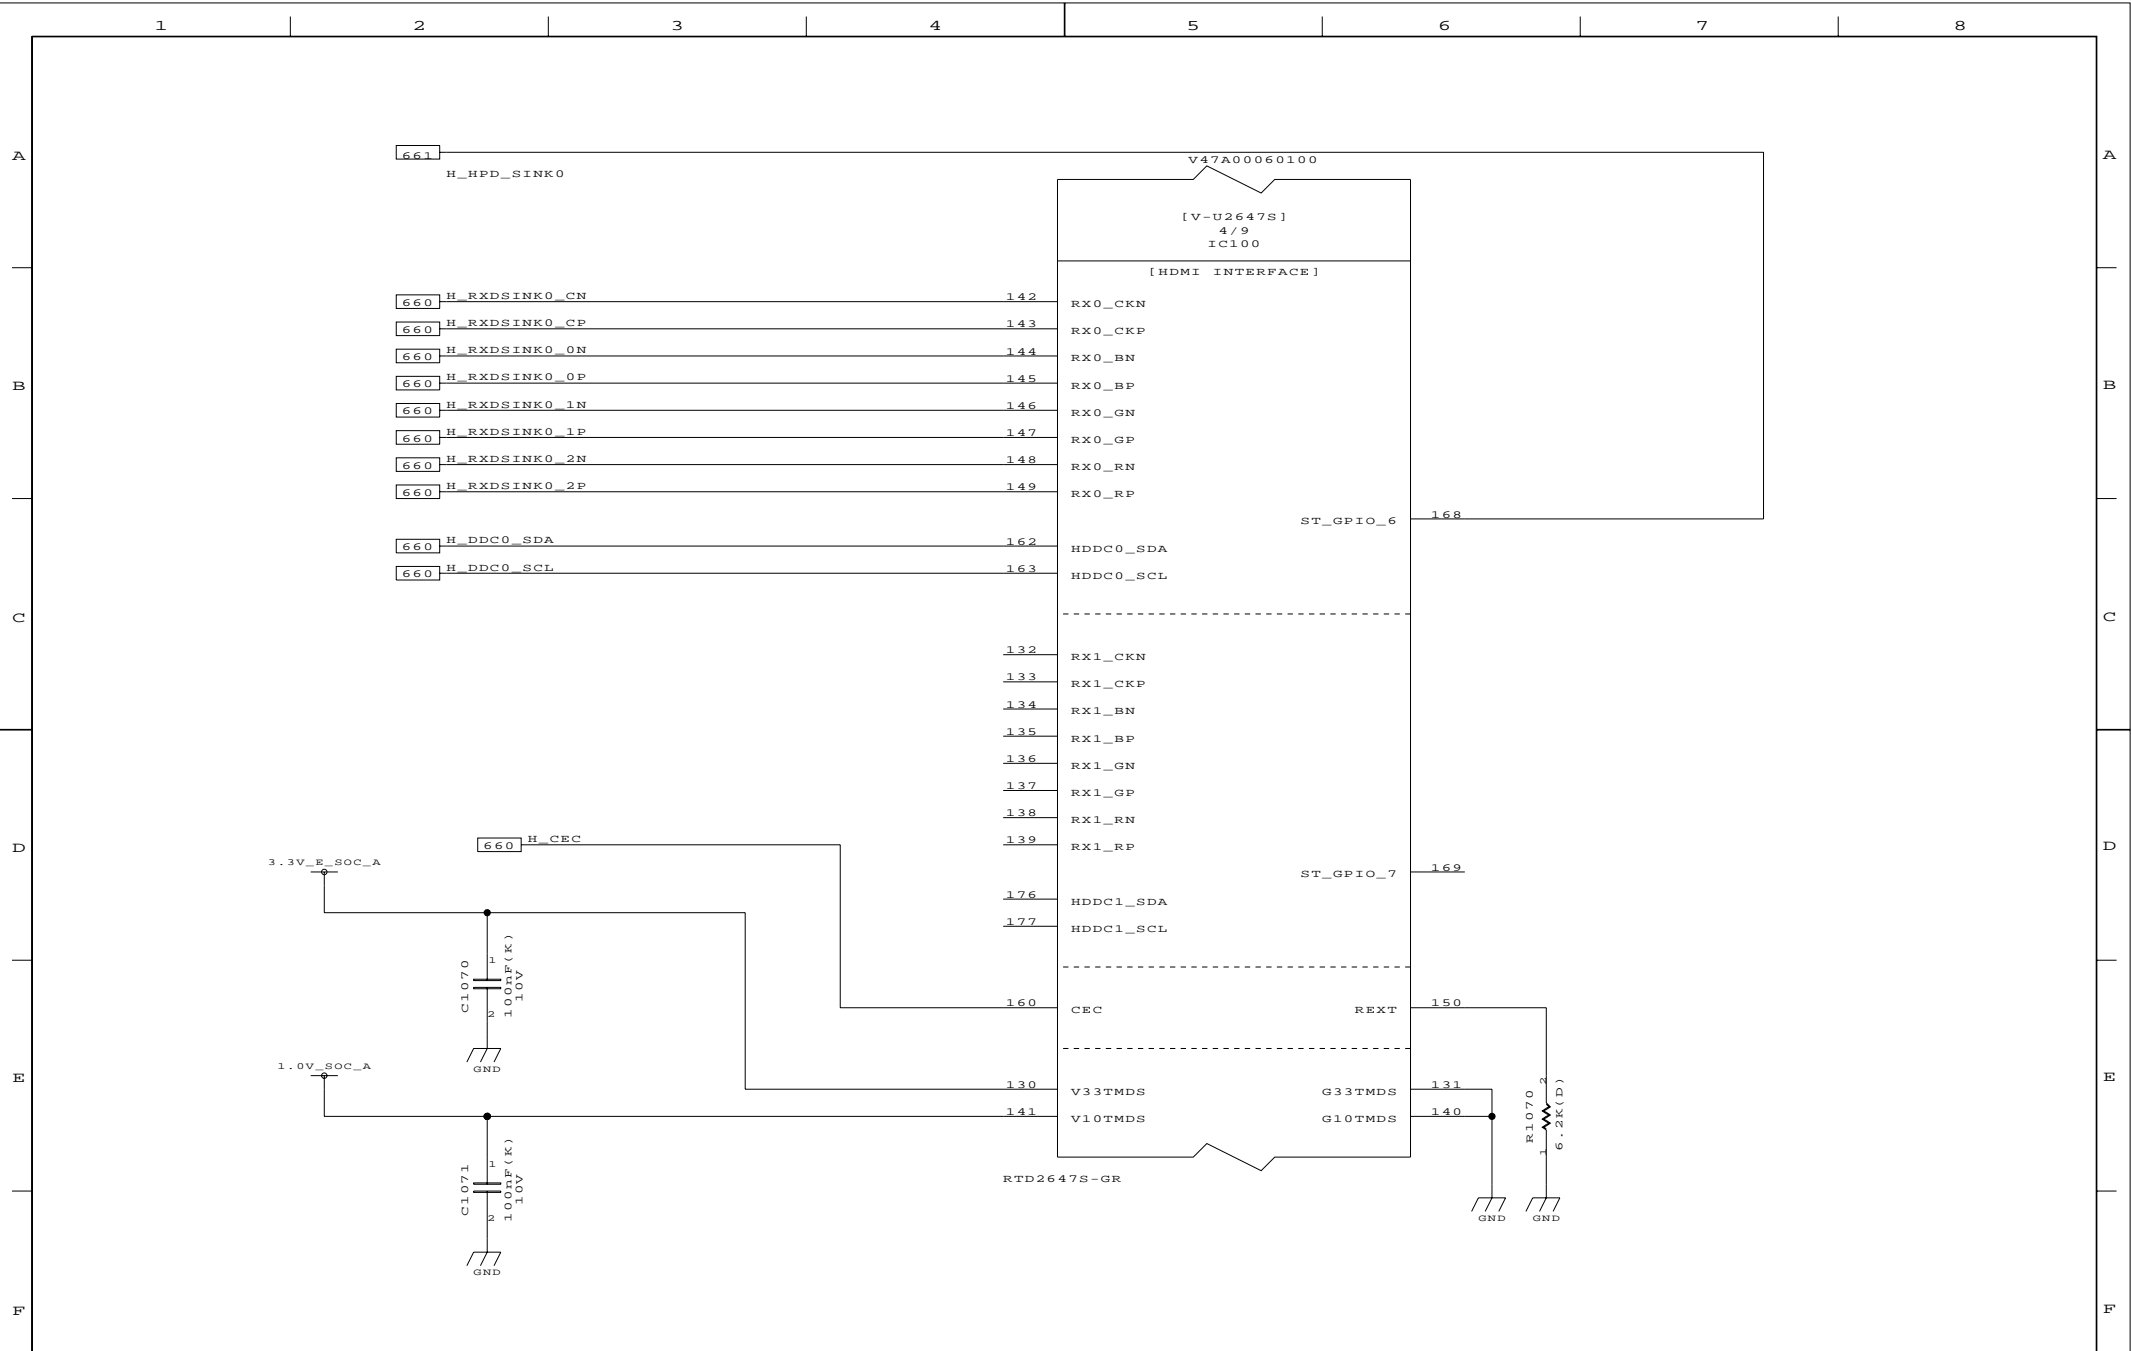 1 2 3 4 5 6 7 8
A A
661
H_HPD_SINK0
V47A00060100
[V-U2647S]
4/9
IC100
[HDMI INTERFACE]
660 H_RXDSINK0_CN 142 RX0_CKN
660 H_RXDSINK0_CP 143 RX0_CKP
660 H_RXDSINK0_0N 144 RX0_BN
B B
660 H_RXDSINK0_0P 145 RX0_BP
660 H_RXDSINK0_1N 146 RX0_GN
660 H_RXDSINK0_1P 147 RX0_GP
660 H_RXDSINK0_2N 148 RX0_RN
660 H_RXDSINK0_2P 149 RX0_RP
ST_GPIO_6 168
660 H_DDC0_SDA 162 HDDC0_SDA
660 H_DDC0_SCL 163 HDDC0_SCL
C C
132 RX1_CKN
133 RX1_CKP
134 RX1_BN
135 RX1_BP
136 RX1_GN
137 RX1_GP
138 RX1_RN
D D
660 H_CEC 139 RX1_RP
3.3V_E_SOC_A
ST_GPIO_7 169
176 HDDC1_SDA
177 HDDC1_SCL
C1070
1
2
100nF(K)
10V
GND
160 CEC REXT 150
1.0V_SOC_A
E E
130 V33TMDS G33TMDS 131
141 V10TMDS G10TMDS 140
R1070
2
1
6.2K(D)
C1071
1
2
100nF(K)
10V
GND
RTD2647S-GR
GND GND
F F